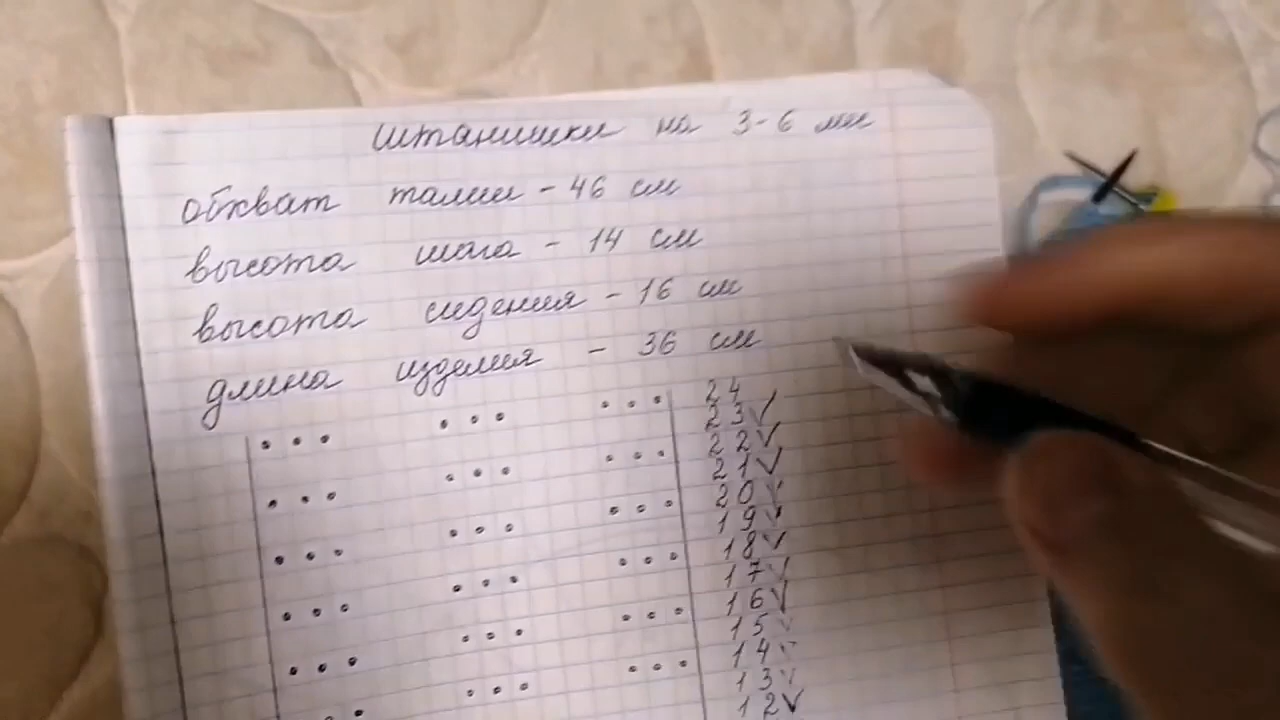 штанишки на 3-6 мес
обхват талии - 46 см
высота шага - 14 см
высота сидения - 16 см
длина изделия - 36 см
24
23✓
22✓
21✓
20✓
19✓
18✓
17✓
16✓
15✓
14✓
13✓
12✓